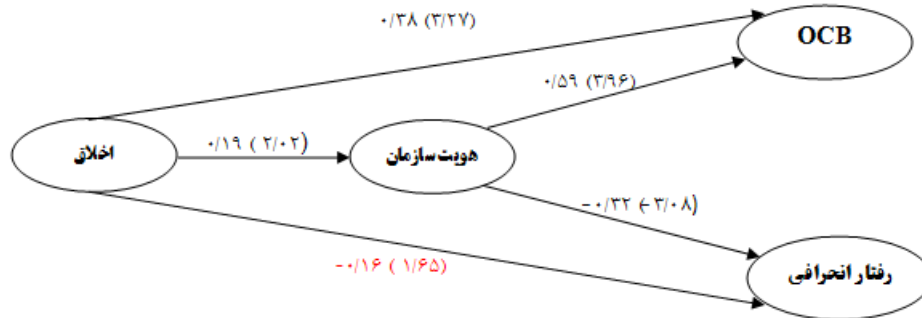 ۰/۳۸ (۳/۲۷)
OCB
۰/۵۹ (۳/۹۶)
۰/۱۹ (۲/۰۲)
اخلاق
هویت سازمان
-۰/۳۲ (-۳/۰۸)
-۰/۱۶ (۱/۶۵)
رفتار انحرافی